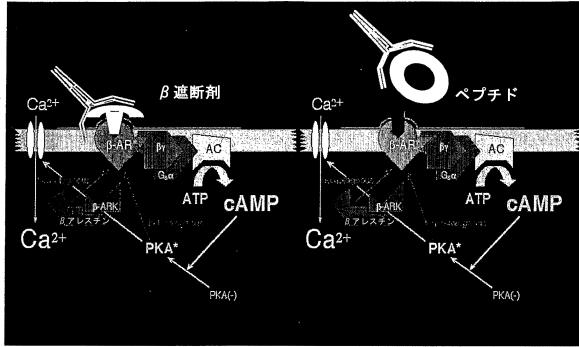 β遮断剤
Ca2+
β-AR
βγ
Gsα
AC
ATP
cAMP
β-ARK
βアレスチン
Ca2+
PKA*
PKA(-)
ペプチド
Ca2+
β-AR
βγ
Gsα
AC
ATP
cAMP
β-ARK
βアレスチン
Ca2+
PKA*
PKA(-)